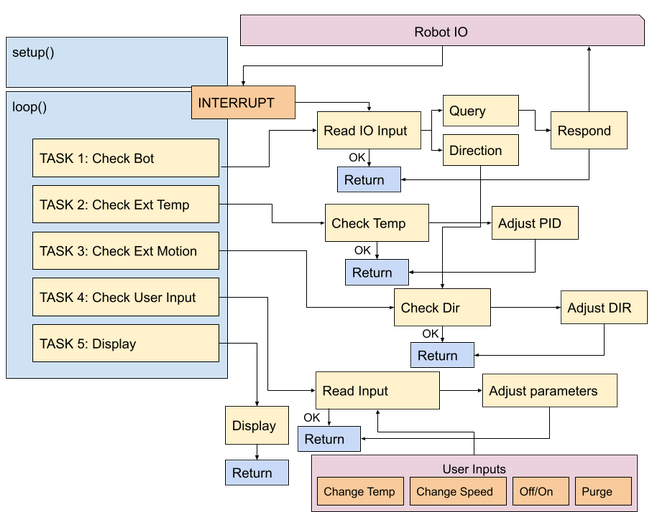 Robot IO
setup()
INTERRUPT
loop()
Read IO Input
Query
Direction
Respond
OK
Return
TASK 1: Check Bot
TASK 2: Check Ext Temp
Check Temp
Adjust PID
OK
Return
TASK 3: Check Ext Motion
TASK 4: Check User Input
Check Dir
Adjust DIR
OK
Return
TASK 5: Display
Read Input
Adjust parameters
OK
Return
Display
Return
User Inputs
Change Temp
Change Speed
Off/On
Purge